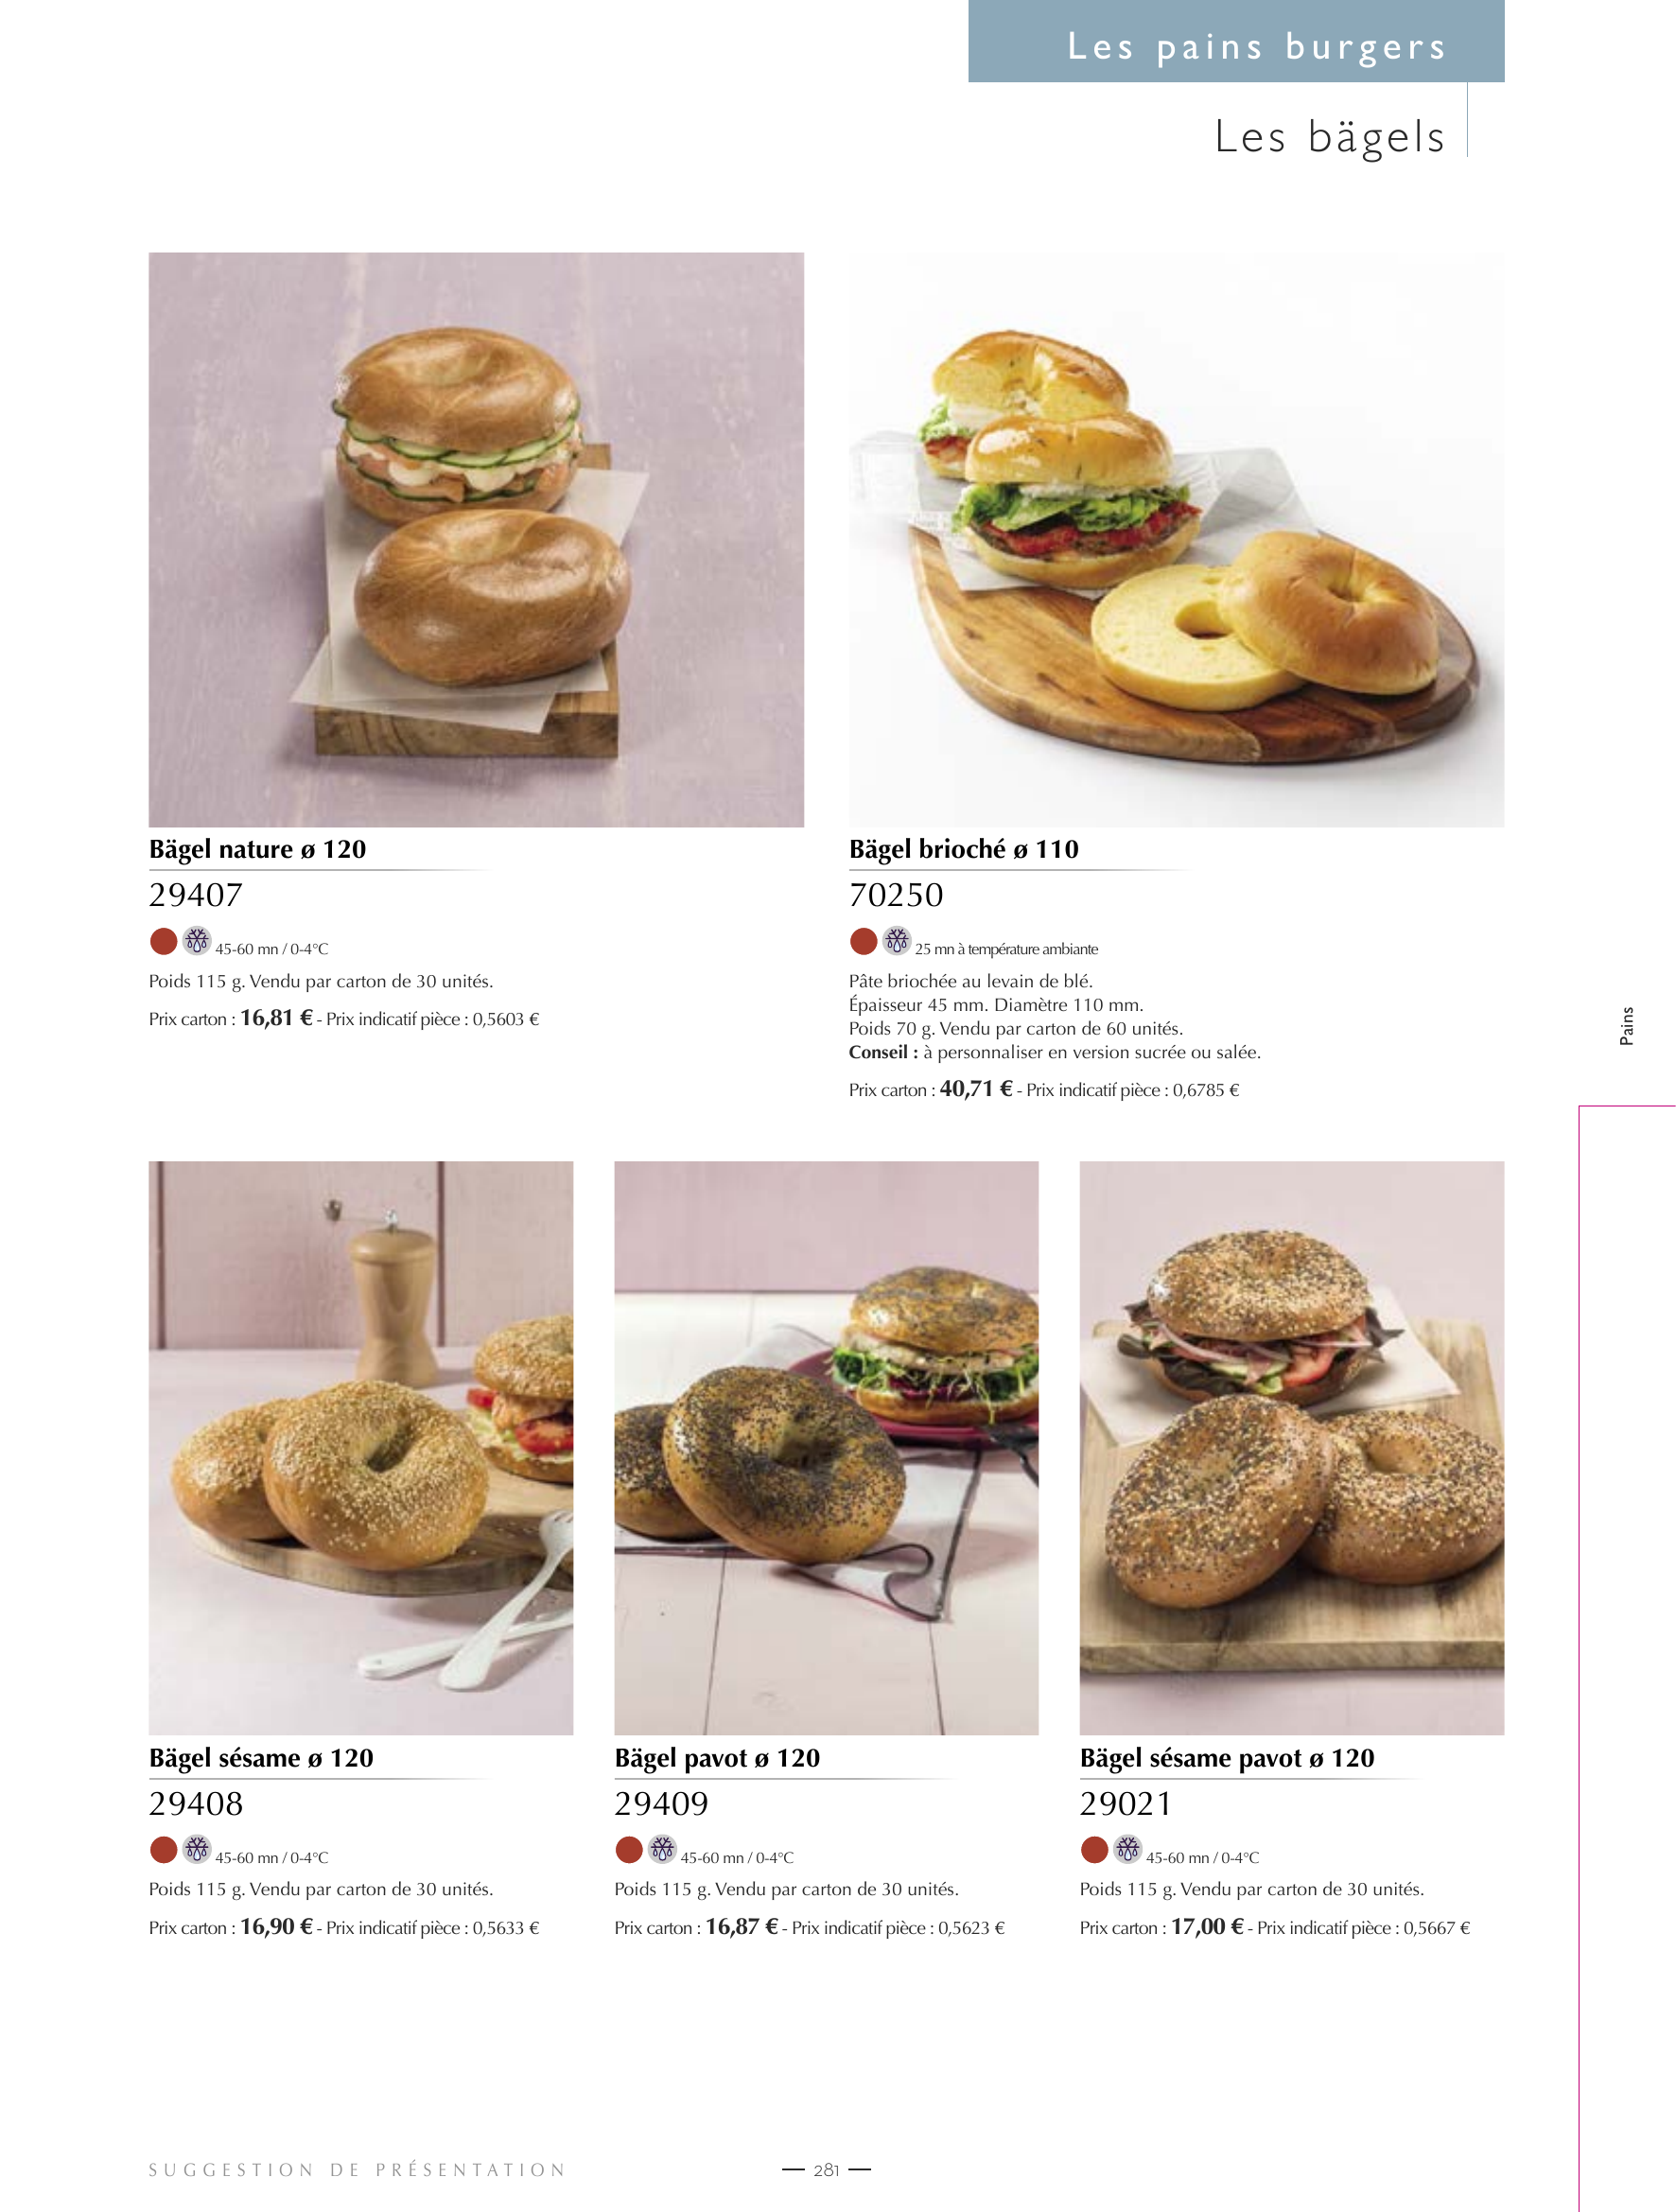 Les pains burgers
Les bägels
Bägel nature ø 120
29407
45-60 mn / 0-4°C
Poids 115 g. Vendu par carton de 30 unités.
Prix carton : 16,81 € - Prix indicatif pièce : 0,5603 €
Bägel brioché ø 110
70250
25 mn à température ambiante
Pâte briochée au levain de blé.
Épaisseur 45 mm. Diamètre 110 mm.
Poids 70 g. Vendu par carton de 60 unités.
Conseil : à personnaliser en version sucrée ou salée.
Prix carton : 40,71 € - Prix indicatif pièce : 0,6785 €
Pains
Bägel sésame ø 120
29408
45-60 mn / 0-4°C
Poids 115 g. Vendu par carton de 30 unités.
Prix carton : 16,90 € - Prix indicatif pièce : 0,5633 €
Bägel pavot ø 120
29409
45-60 mn / 0-4°C
Poids 115 g. Vendu par carton de 30 unités.
Prix carton : 16,87 € - Prix indicatif pièce : 0,5623 €
Bägel sésame pavot ø 120
29021
45-60 mn / 0-4°C
Poids 115 g. Vendu par carton de 30 unités.
Prix carton : 17,00 € - Prix indicatif pièce : 0,5667 €
SUGGESTION DE PRÉSENTATION
— 281 —